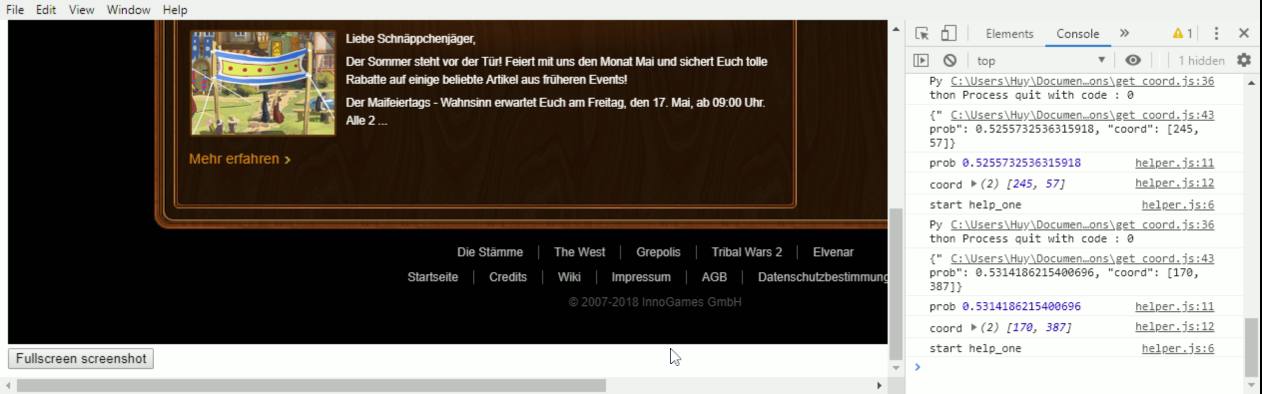 File Edit View Window Help
Liebe Schnäppchenjäger,
Der Sommer steht vor der Tür! Feiert mit uns den Monat Mai und sichert Euch tolle
Rabatte auf einige beliebte Artikel aus früheren Events!
Der Maifeiertags - Wahnsinn erwartet Euch am Freitag, den 17. Mai, ab 09:00 Uhr.
Alle 2 ...
Mehr erfahren >
Die Stämme | The West | Grepolis | Tribal Wars 2 | Elvenar
Startseite | Credits | Wiki | Impressum | AGB | Datenschutzbestimmung
© 2007-2018 InnoGames GmbH
Fullscreen screenshot
Elements Console » 1
top 1 hidden
Py C:\Users\Huy\Documen…ons\get_coord.js:36
thon Process quit with code : 0
{" C:\Users\Huy\Documen…ons\get_coord.js:43
prob": 0.5255732536315918, "coord": [245,
57]}
prob 0.5255732536315918 helper.js:11
coord ▶(2) [245, 57] helper.js:12
start help_one helper.js:6
Py C:\Users\Huy\Documen…ons\get_coord.js:36
thon Process quit with code : 0
{" C:\Users\Huy\Documen…ons\get_coord.js:43
prob": 0.5314186215400696, "coord": [170,
387]}
prob 0.5314186215400696 helper.js:11
coord ▶(2) [170, 387] helper.js:12
start help_one helper.js:6
>